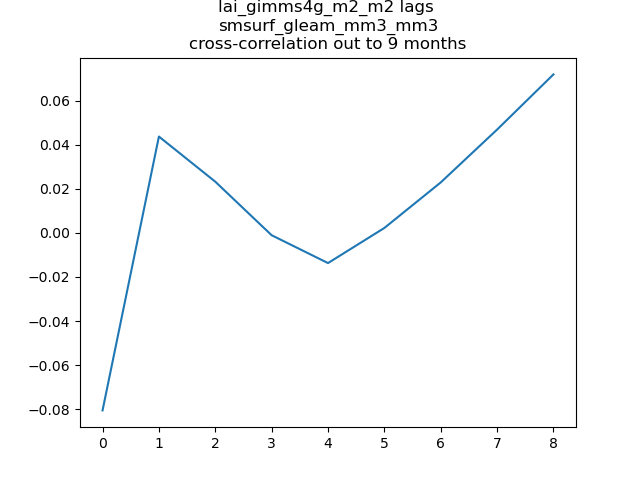 lai_gimms4g_m2_m2 lags
smsurf_gleam_mm3_mm3
cross-correlation out to 9 months
0.06
0.04
0.02
0.00
−0.02
−0.04
−0.06
−0.08
0 1 2 3 4 5 6 7 8